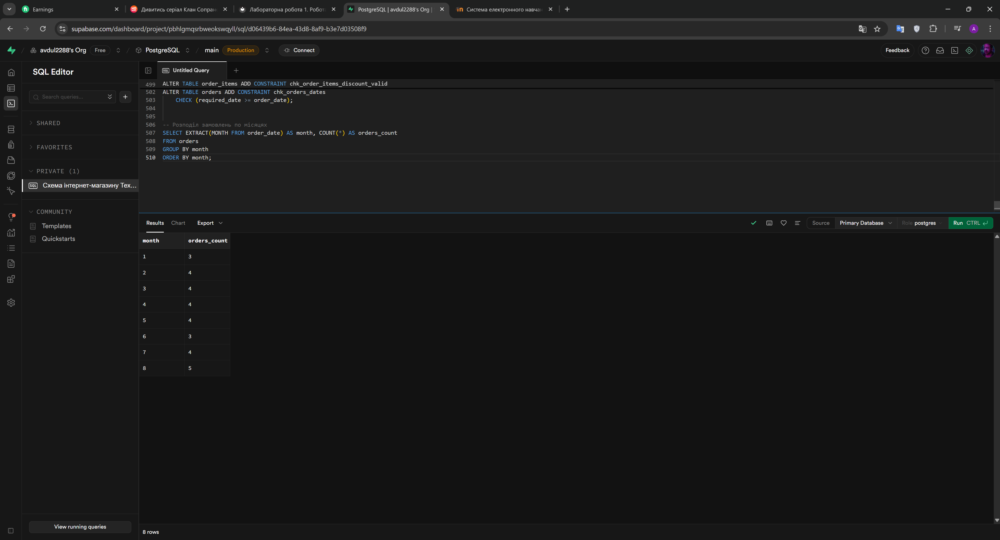 Earnings
Дивитись серіал Клан Сопран
Лабораторна робота 1. Робот
PostgreSQL | avdul2288's Org |
Система електронного навчан
supabase.com/dashboard/project/pbhlgmqsrbweokswqyll/sql/d06439b6-84ea-43d8-8af9-b3e7d03508f9
A
avdul2288's Org Free / PostgreSQL / main Production Connect
Feedback
SQL Editor
Search queries...
SHARED
FAVORITES
PRIVATE (1)
SQL Схема інтернет-магазину Тех...
COMMUNITY
Templates
Quickstarts
View running queries
SQL Untitled Query
499 ALTER TABLE order_items ADD CONSTRAINT chk_order_items_discount_valid
502 ALTER TABLE orders ADD CONSTRAINT chk_orders_dates
503 CHECK (required_date >= order_date);
504
505
506 -- Розподіл замовлень по місяцях
507 SELECT EXTRACT(MONTH FROM order_date) AS month, COUNT(*) AS orders_count
508 FROM orders
509 GROUP BY month
510 ORDER BY month;
Results Chart Export
Source Primary Database Role postgres Run CTRL
month orders_count
1 3
2 4
3 4
4 4
5 4
6 3
7 4
8 5
8 rows